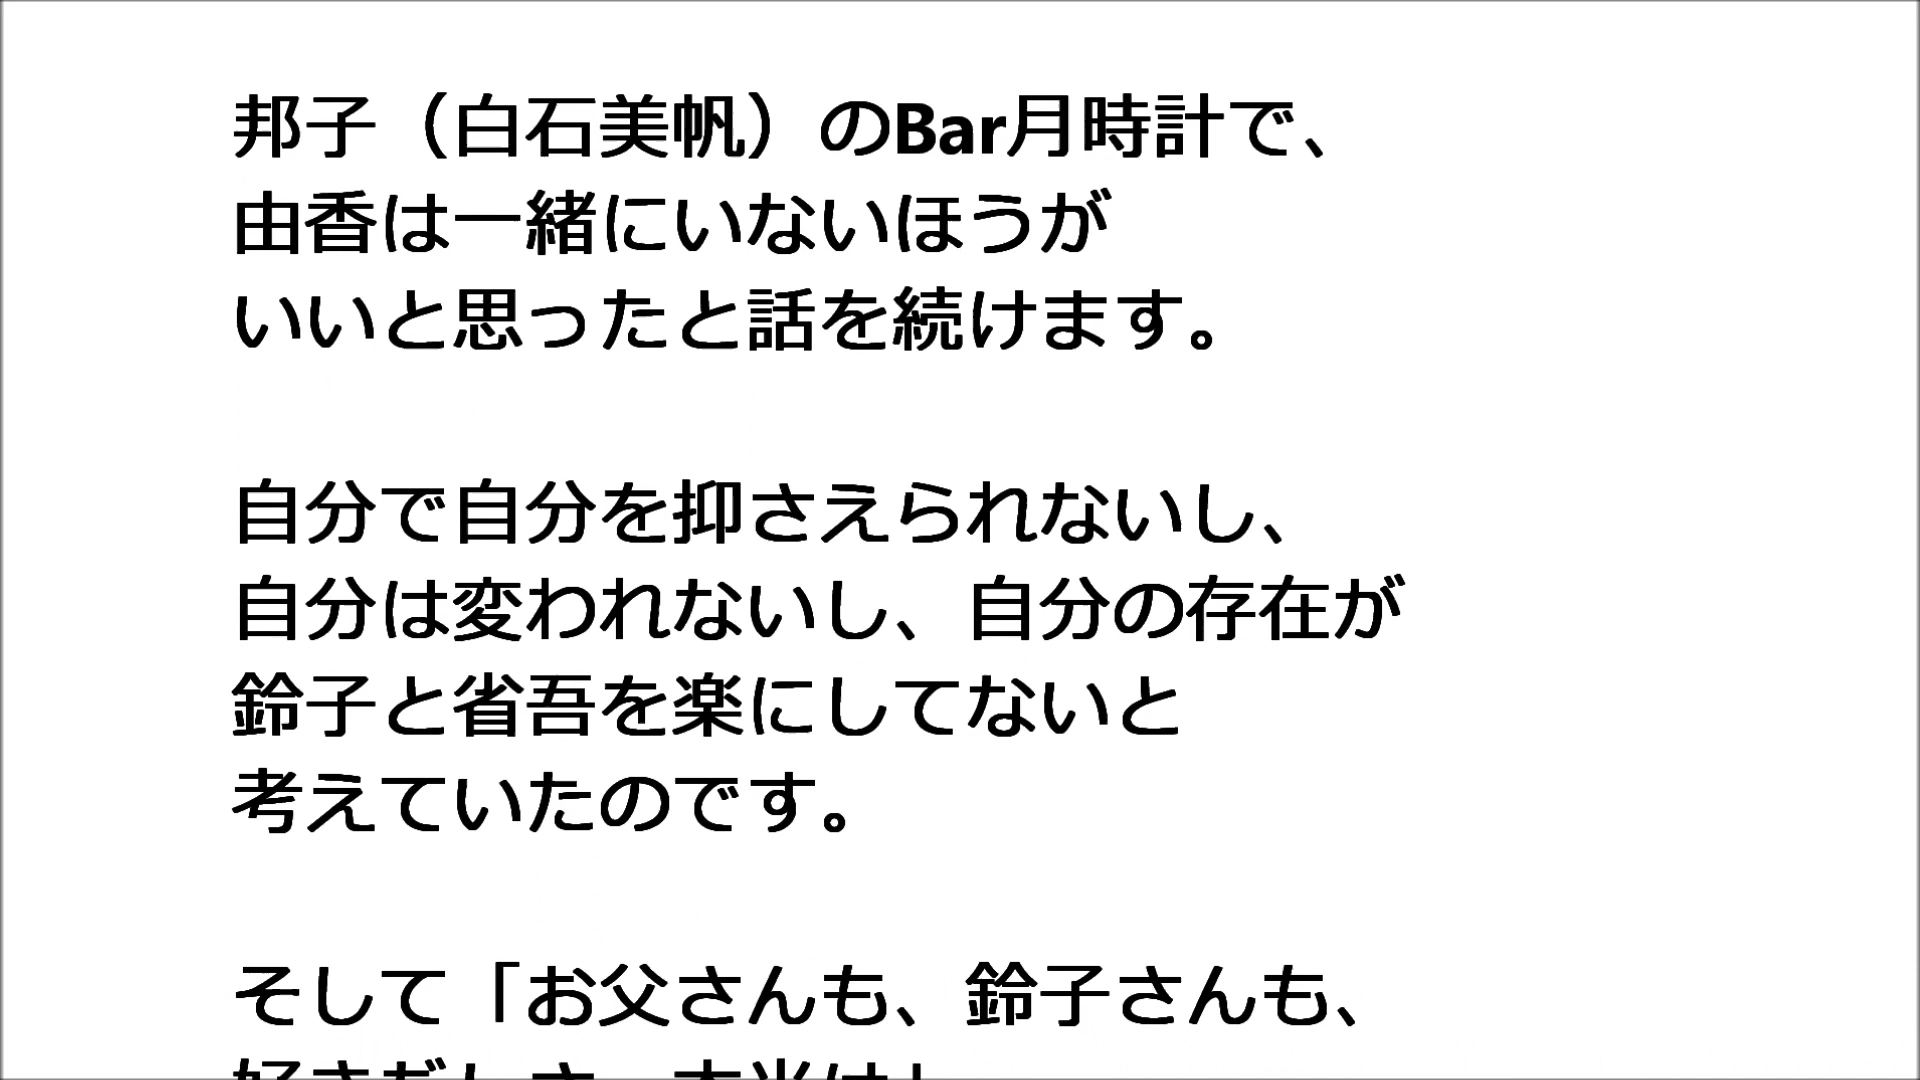 邦子（白石美帆）のBar月時計で、
由香は一緒にいないほうが
いいと思ったと話を続けます。
自分で自分を抑さえられないし、
自分は変われないし、自分の存在が
鈴子と省吾を楽にしてないと
考えていたのです。
そして「お父さんも、鈴子さんも、